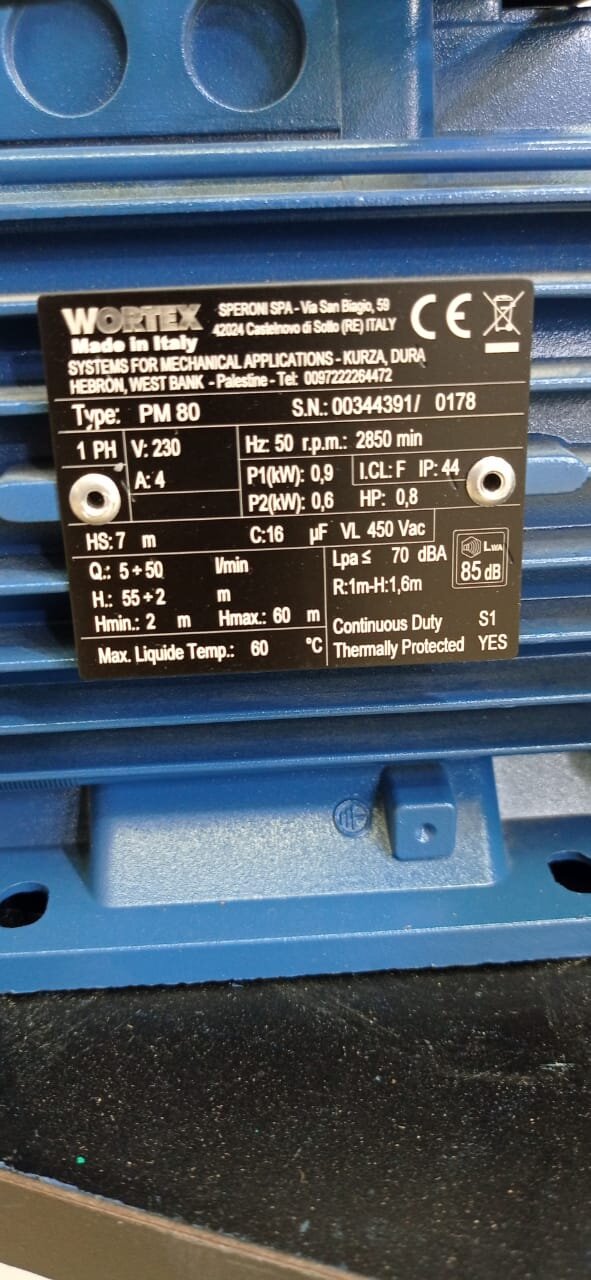 WORTEX
Made in Italy
SPERONI SPA - Via San Biagio, 59
42024 Castelnovo di Sotto (RE) ITALY
CE
SYSTEMS FOR MECHANICAL APPLICATIONS - KURZA, DURA
HEBRON, WEST BANK - Palestine - Tel: 0097222264472
Type: PM 80 S.N.: 00344391/ 0178
1 PH V: 230 Hz: 50 r.p.m.: 2850 min
A: 4 P1(kW): 0,9 I.CL: F IP: 44
P2(kW): 0,6 HP: 0,8
HS: 7 m C: 16 µF VL 450 Vac
Q.: 5÷50 l/min Lpa ≤ 70 dBA
H.: 55÷2 m R:1m-H:1,6m
LWA
85 dB
Hmin.: 2 m Hmax.: 60 m Continuous Duty S1
Max. Liquide Temp.: 60 °C Thermally Protected YES